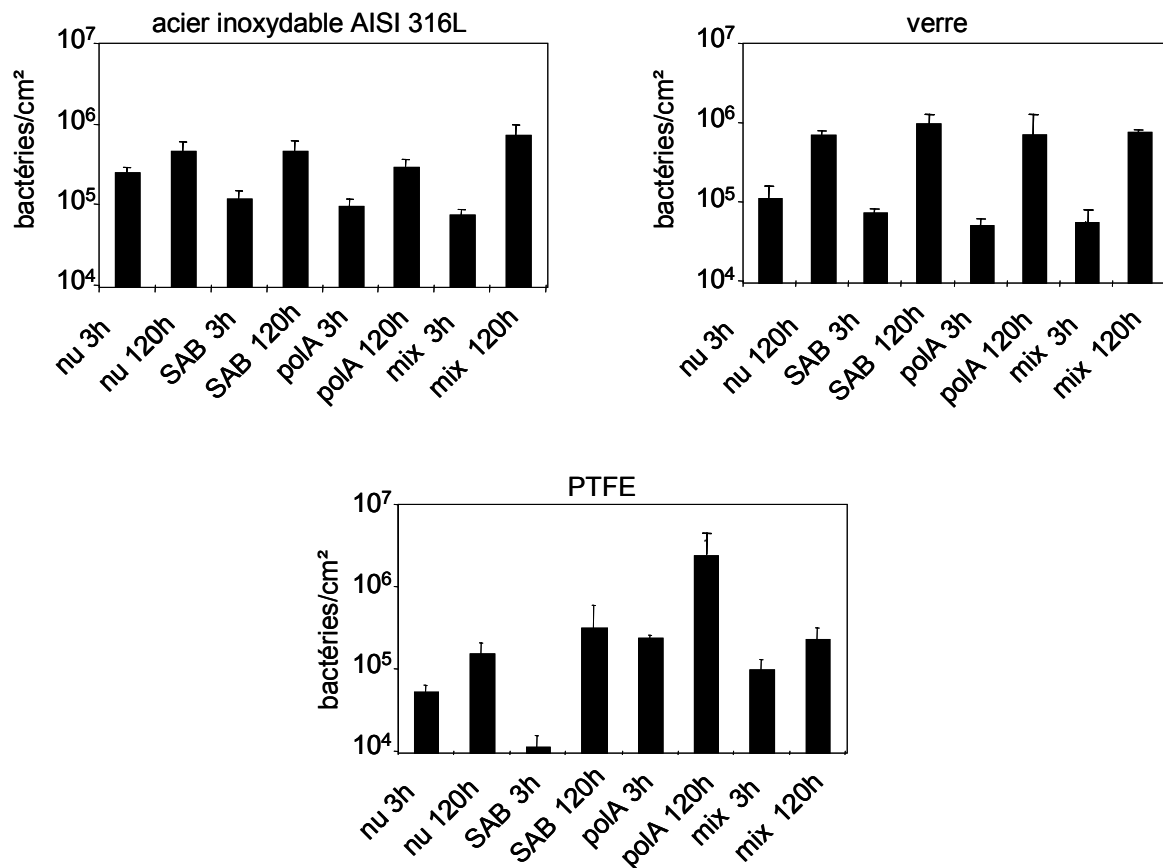 acier inoxydable AISI 316L
bactéries/cm²
10⁷
10⁶
10⁵
10⁴
nu 3h
nu 120h
SAB 3h
SAB 120h
polA 3h
polA 120h
mix 3h
mix 120h
verre
bactéries/cm²
10⁷
10⁶
10⁵
10⁴
nu 3h
nu 120h
SAB 3h
SAB 120h
polA 3h
polA 120h
mix 3h
mix 120h
PTFE
bactéries/cm²
10⁷
10⁶
10⁵
10⁴
nu 3h
nu 120h
SAB 3h
SAB 120h
polA 3h
polA 120h
mix 3h
mix 120h